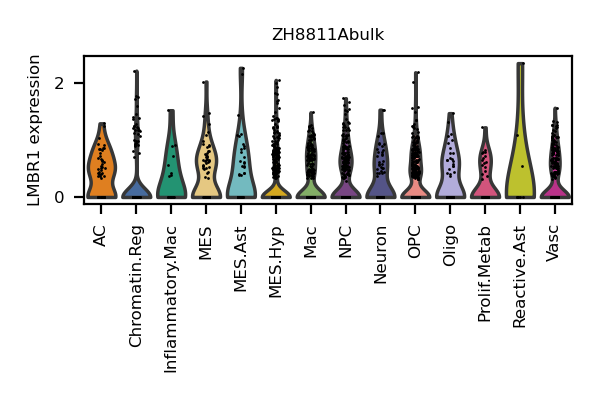 ZH8811Abulk
LMBR1 expression
2
0
AC
Chromatin.Reg
Inflammatory.Mac
MES
MES.Ast
MES.Hyp
Mac
NPC
Neuron
OPC
Oligo
Prolif.Metab
Reactive.Ast
Vasc